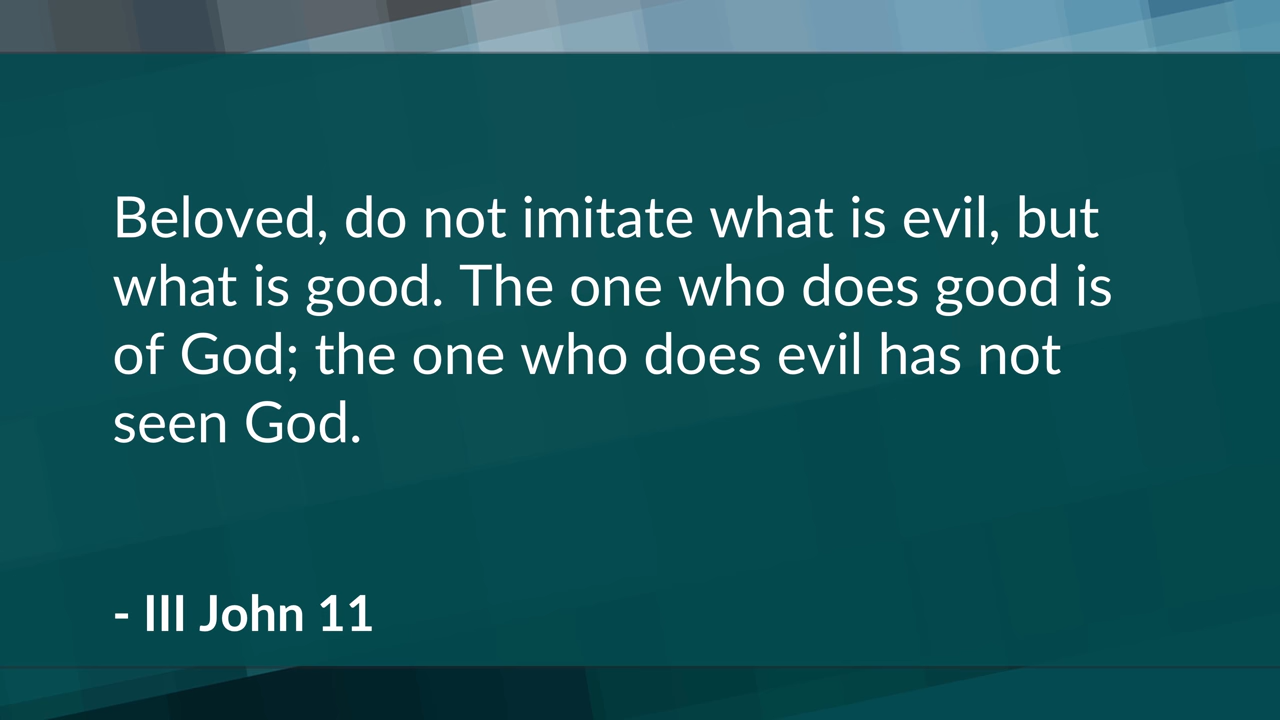 Beloved, do not imitate what is evil, but
what is good. The one who does good is
of God; the one who does evil has not
seen God.
- III John 11